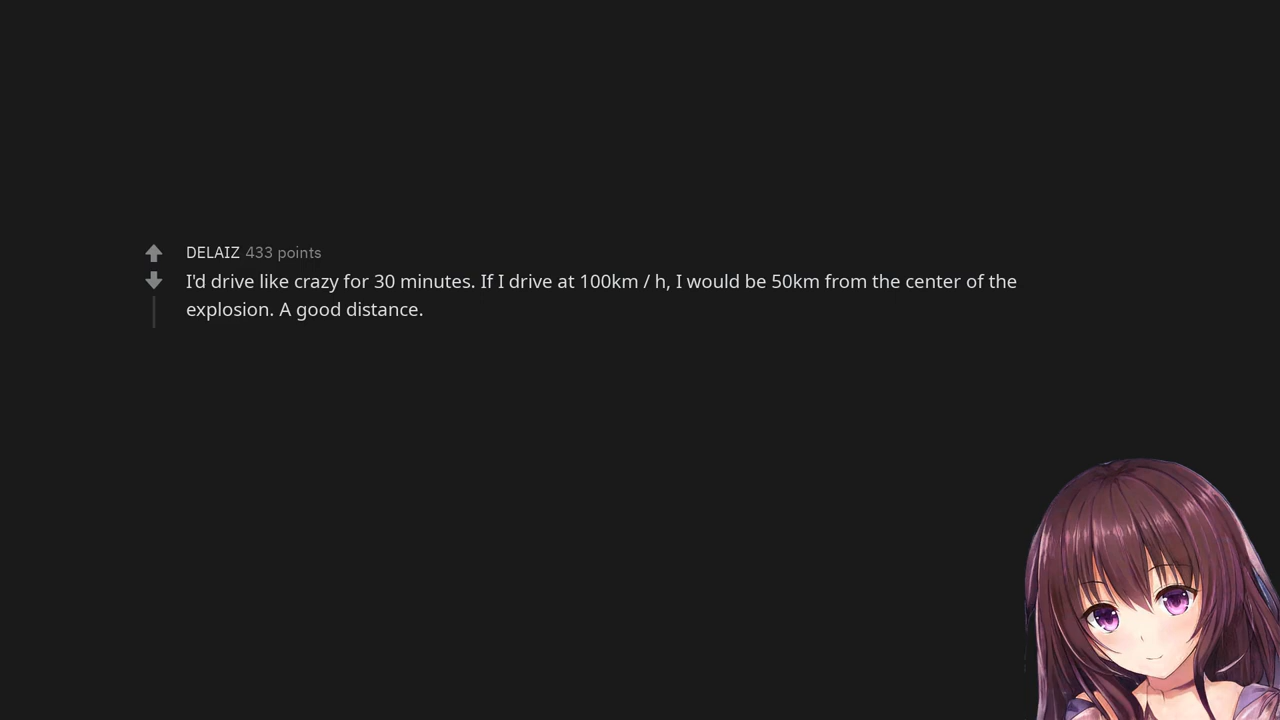 DELAIZ 433 points
I'd drive like crazy for 30 minutes. If I drive at 100km / h, I would be 50km from the center of the
explosion. A good distance.